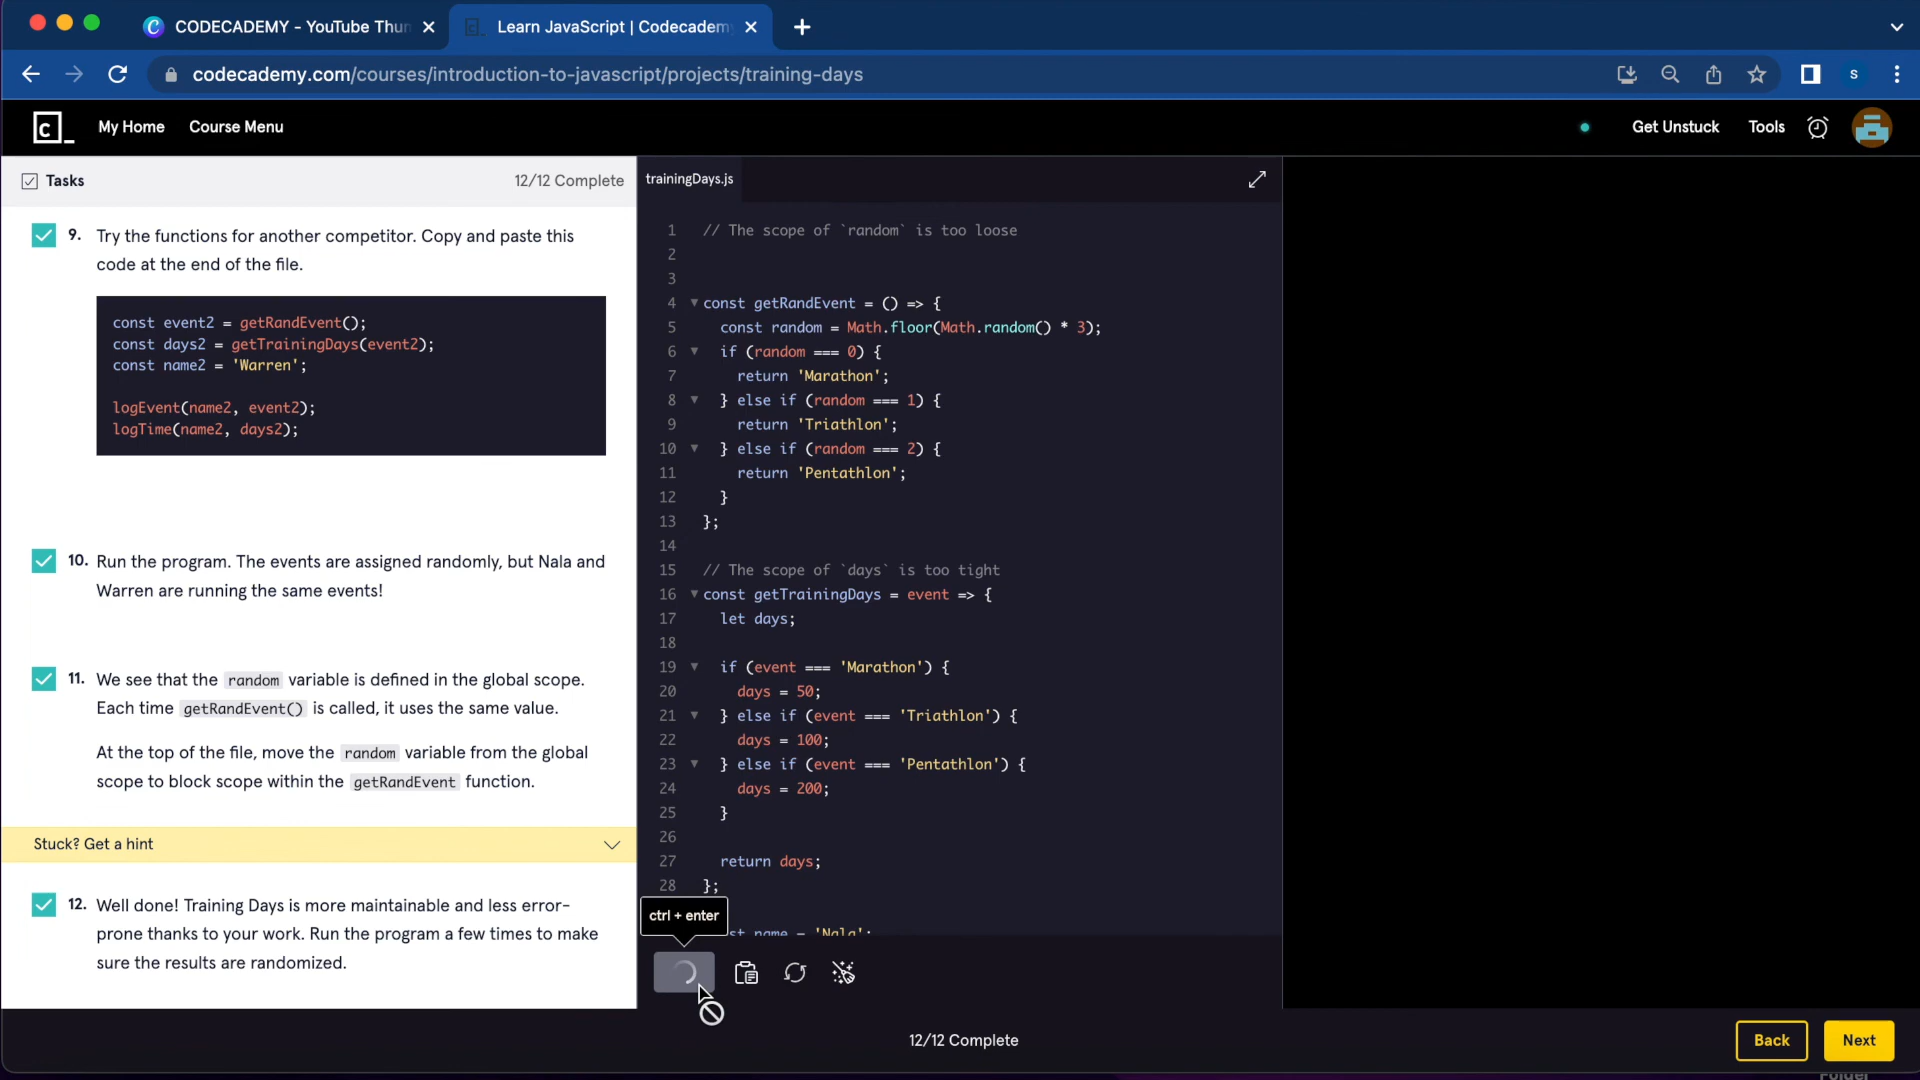 CODECADEMY - YouTube Thu
Learn JavaScript | Codecadem
codecademy.com/courses/introduction-to-javascript/projects/training-days
S
C_
My Home
Course Menu
Get Unstuck
Tools
Tasks
12/12 Complete
9. Try the functions for another competitor. Copy and paste this
code at the end of the file.
const event2 = getRandEvent();
const days2 = getTrainingDays(event2);
const name2 = 'Warren';
logEvent(name2, event2);
logTime(name2, days2);
10. Run the program. The events are assigned randomly, but Nala and
Warren are running the same events!
11. We see that the random variable is defined in the global scope.
Each time getRandEvent() is called, it uses the same value.
At the top of the file, move the random variable from the global
scope to block scope within the getRandEvent function.
Stuck? Get a hint
12. Well done! Training Days is more maintainable and less error-
prone thanks to your work. Run the program a few times to make
sure the results are randomized.
trainingDays.js
1 // The scope of `random` is too loose
2
3
4 const getRandEvent = () => {
5 const random = Math.floor(Math.random() * 3);
6 if (random === 0) {
7 return 'Marathon';
8 } else if (random === 1) {
9 return 'Triathlon';
10 } else if (random === 2) {
11 return 'Pentathlon';
12 }
13 };
14
15 // The scope of `days` is too tight
16 const getTrainingDays = event => {
17 let days;
18
19 if (event === 'Marathon') {
20 days = 50;
21 } else if (event === 'Triathlon') {
22 days = 100;
23 } else if (event === 'Pentathlon') {
24 days = 200;
25 }
26
27 return days;
28 };
st name = 'Nala';
ctrl + enter
12/12 Complete
Back
Next
Folder